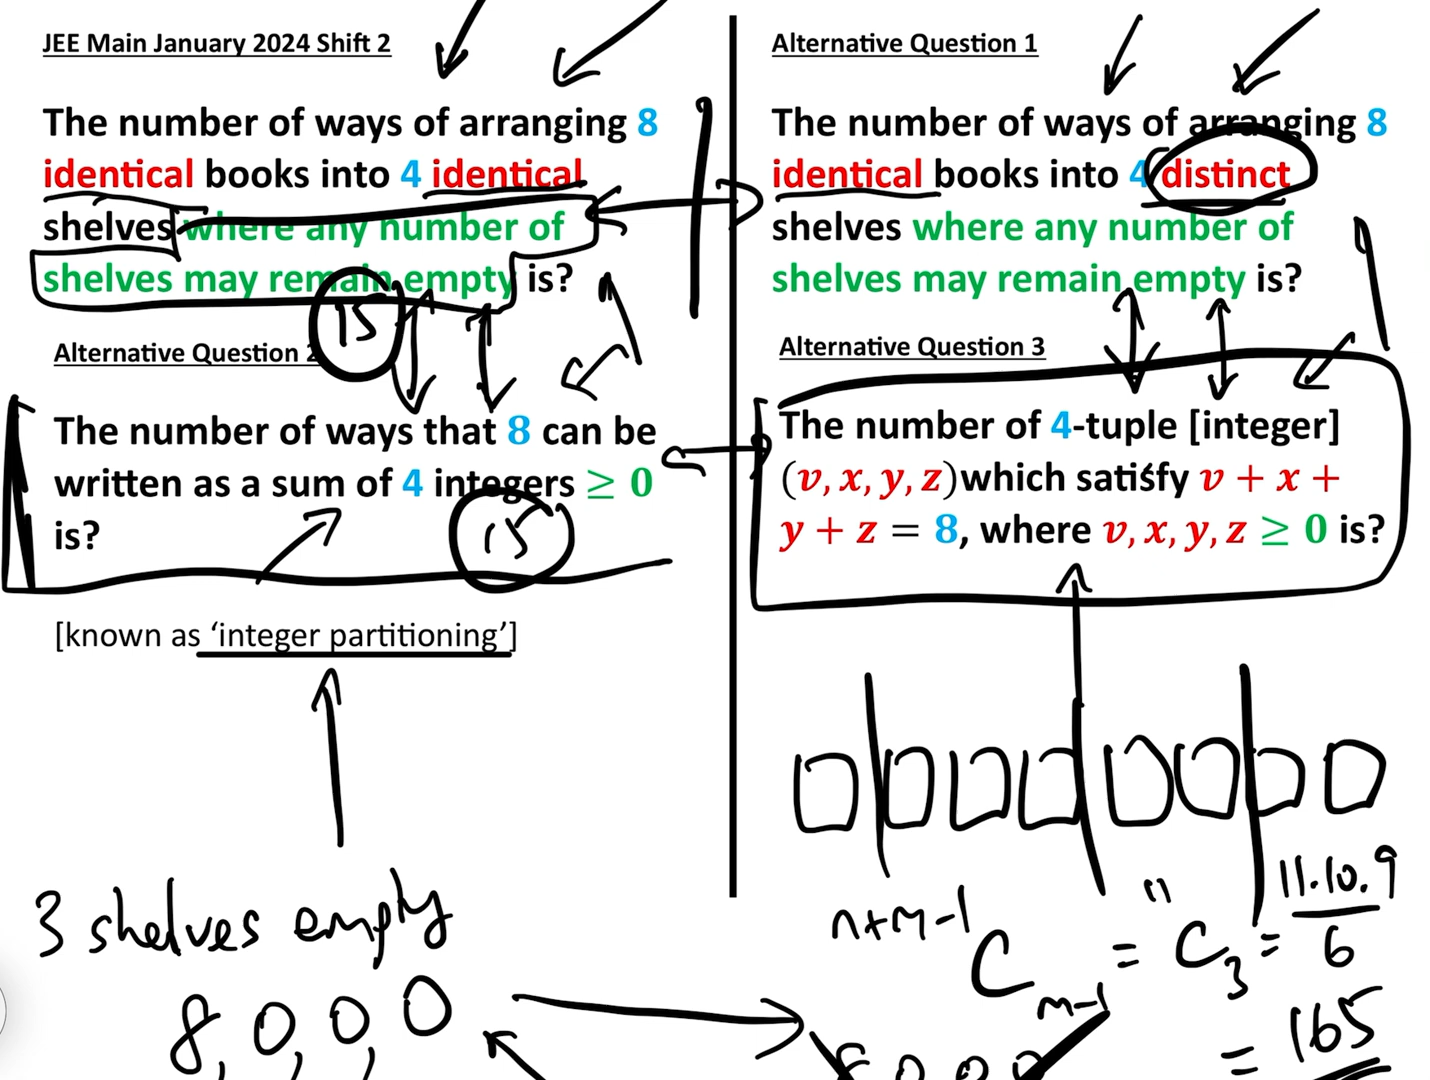 JEE Main January 2024 Shift 2
The number of ways of arranging 8
identical books into 4 identical
shelves where any number of
shelves may remain empty is?
15
Alternative Question 2
The number of ways that 8 can be
written as a sum of 4 integers ≥ 0
is?
15
[known as ‘integer partitioning’]
3 shelves empty
8, 0, 0, 0
Alternative Question 1
The number of ways of arranging 8
identical books into 4 distinct
shelves where any number of
shelves may remain empty is?
Alternative Question 3
The number of 4-tuple [integer]
(v, x, y, z)which satisfy v + x +
y + z = 8, where v, x, y, z ≥ 0 is?
n+m-1 C m-1 = 11 C 3 = 11.10.9 / 6
= 165